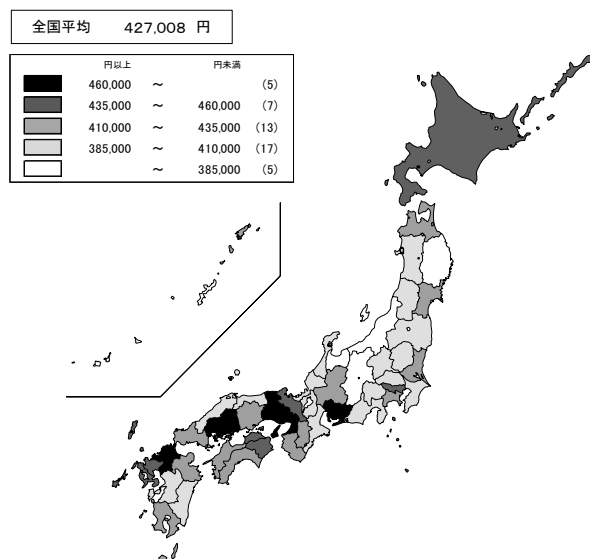 全国平均 427,008 円
円以上 円未満
460,000 ～ (5)
435,000 ～ 460,000 (7)
410,000 ～ 435,000 (13)
385,000 ～ 410,000 (17)
～ 385,000 (5)